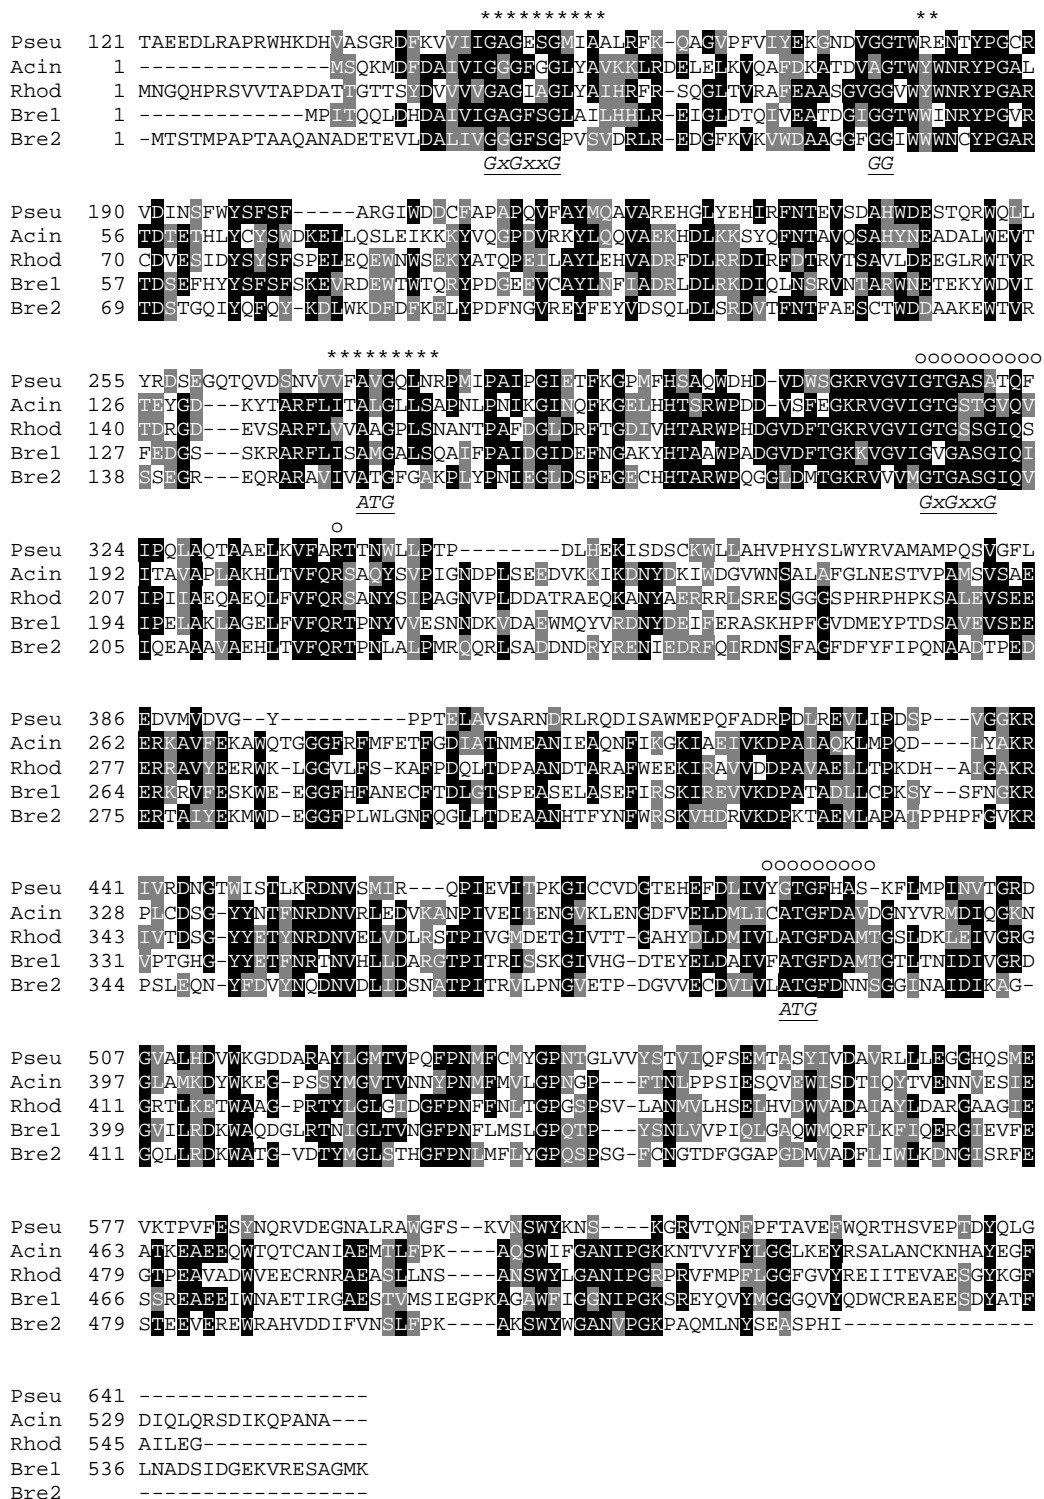 ********** **
Pseu 121 TAEEDLRAPRWHKDHVASGRDFKVVIIGAGESGMIAALRFK-QAGVPFVIYEKGNDVGGTWRENTYPGCR
Acin 1 ---------------MSQKMDFDAIVIGGGFGGLYAVKKLRDELELKVQAFDKATDVAGTWYWNRYPGAL
Rhod 1 MNGQHPRSVVTAPDATTGTTSYDVVVVGAGIAGLYAIHRFR-SQGLTVRAFEAASGVGGVWYWNRYPGAR
Bre1 1 -------------MPITQQLDHDAIVIGAGFSGLAILHHLR-EIGLDTQIVEATDGIGGTWWINRYPGVR
Bre2 1 -MTSTMPAPTAAQANADETEVLDALIVGGGFSGPVSVDRLR-EDGFKVKVWDAAGGFGGIWWWNCYPGAR
GxGxxG GG
Pseu 190 VDINSFWYSFSF-----ARGIWDDCFAPAPQVFAYMQAVAREHGLYEHIRFNTEVSDAHWDESTQRWQLL
Acin 56 TDTETHLYCYSWDKELLQSLEIKKKYVQGPDVRKYLQQVAEKHDLKKSYQFNTAVQSAHYNEADALWEVT
Rhod 70 CDVESIDYSYSFSPELEQEWNWSEKYATQPEILAYLEHVADRFDLRRDIRFDTRVTSAVLDEEGLRWTVR
Bre1 57 TDSEFHYYSFSFSKEVRDEWTWTQRYPDGEEVCAYLNFIADRLDLRKDIQLNSRVNTARWNETEKYWDVI
Bre2 69 TDSTGQIYQFQY-KDLWKDFDFKELYPDFNGVREYFEYVDSQLDLSRDVTFNTFAESCTWDDAAKEWTVR
********* oooooooooo
Pseu 255 YRDSEGQTQVDSNVVVFAVGQLNRPMIPAIPGIETFKGPMFHSAQWDHD-VDWSGKRVGVIGTGASATQF
Acin 126 TEYGD---KYTARFLITALGLLSAPNLPNIKGINQFKGELHHTSRWPDD-VSFEGKRVGVIGTGSTGVQV
Rhod 140 TDRGD---EVSARFLVVAAGPLSNANTPAFDGLDRFTGDIVHTARWPHDGVDFTGKRVGVIGTGSSGIQS
Bre1 127 FEDGS---SKRARFLISAMGALSQAIFPAIDGIDEFNGAKYHTAAWPADGVDFTGKKVGVIGVGASGIQI
Bre2 138 SSEGR---EQRARAVIVATGFGAKPLYPNIEGLDSFEGECHHTARWPQGGLDMTGKRVVVMGTGASGIQV
ATG GxGxxG
o
Pseu 324 IPQLAQTAAELKVFARTTNWLLPTP--------DLHEKISDSCKWLLAHVPHYSLWYRVAMAMPQSVGFL
Acin 192 ITAVAPLAKHLTVFQRSAQYSVPIGNDPLSEEDVKKIKDNYDKIWDGVWNSALAFGLNESTVPAMSVSAE
Rhod 207 IPIIAEQAEQLFVFQRSANYSIPAGNVPLDDATRAEQKANYAERRRLSRESGGGSPHRPHPKSALEVSEE
Bre1 194 IPELAKLAGELFVFQRTPNYVVESNNDKVDAEWMQYVRDNYDEIFERASKHPFGVDMEYPTDSAVEVSEE
Bre2 205 IQEAAAVAEHLTVFQRTPNLALPMRQQRLSADDNDRYRENIEDRFQIRDNSFAGFDFYFIPQNAADTPED
Pseu 386 EDVMVDVG--Y----------PPTELAVSARNDRLRQDISAWMEPQFADRPDLREVLIPDSP---VGGKR
Acin 262 ERKAVFEKAWQTGGGFRFMFETFGDIATNMEANIEAQNFIKGKIAEIVKDPAIAQKLMPQD----LYAKR
Rhod 277 ERRAVYEERWK-LGGVLFS-KAFPDQLTDPAANDTARAFWEEKIRAVVDDPAVAELLTPKDH--AIGAKR
Bre1 264 ERKRVFESKWE-EGGFHFANECFTDLGTSPEASELASEFIRSKIREVVKDPATADLLCPKSY--SFNGKR
Bre2 275 ERTAIYEKMWD-EGGFPLWLGNFQGLLTDEAANHTFYNFWRSKVHDRVKDPKTAEMLAPATPPHPFGVKR
ooooooooo
Pseu 441 IVRDNGTWISTLKRDNVSMIR---QPIEVITPKGICCVDGTEHEFDLIVYGTGFHAS-KFLMPINVTGRD
Acin 328 PLCDSG-YYNTFNRDNVRLEDVKANPIVEITENGVKLENGDFVELDMLICATGFDAVDGNYVRMDIQGKN
Rhod 343 IVTDSG-YYETYNRDNVELVDLRSTPIVGMDETGIVTT-GAHYDLDMIVLATGFDAMTGSLDKLEIVGRG
Bre1 331 VPTGHG-YYETFNRTNVHLLDARGTPITRISSKGIVHG-DTEYELDAIVFATGFDAMTGTLTNIDIVGRD
Bre2 344 PSLEQN-YFDVYNQDNVDLIDSNATPITRVLPNGVETP-DGVVECDVLVLATGFDNNSGGINAIDIKAG-
ATG
Pseu 507 GVALHDVWKGDDARAYLGMTVPQFPNMFCMYGPNTGLVVYSTVIQFSEMTASYIVDAVRLLLEGGHQSME
Acin 397 GLAMKDYWKEG-PSSYMGVTVNNYPNMFMVLGPNGP---FTNLPPSIESQVEWISDTIQYTVENNVESIE
Rhod 411 GRTLKETWAAG-PRTYLGLGIDGFPNFFNLTGPGSPSV-LANMVLHSELHVDWVADAIAYLDARGAAGIE
Bre1 399 GVILRDKWAQDGLRTNIGLTVNGFPNFLMSLGPQTP---YSNLVVPIQLGAQWMQRFLKFIQERGIEVFE
Bre2 411 GQLLRDKWATG-VDTYMGLSTHGFPNLMFLYGPQSPSG-FCNGTDFGGAPGDMVADFLIWLKDNGISRFE
Pseu 577 VKTPVFESYNQRVDEGNALRAWGFS--KVNSWYKNS----KGRVTQNFPFTAVEFWQRTHSVEPTDYQLG
Acin 463 ATKEAEEQWTQTCANIAEMTLFPK----AQSWIFGANIPGKKNTVYFYLGGLKEYRSALANCKNHAYEGF
Rhod 479 GTPEAVADWVEECRNRAEASLLNS----ANSWYLGANIPGRPRVFMPFLGGFGVYREIITEVAESGYKGF
Bre1 466 SSREAEEIWNAETIRGAESTVMSIEGPKAGAWFIGGNIPGKSREYQVYMGGGQVYQDWCREAEESDYATF
Bre2 479 STEEVEREWRAHVDDIFVNSLFPK----AKSWYWGANVPGKPAQMLNYSEASPHI---------------
Pseu 641 ------------------
Acin 529 DIQLQRSDIKQPANA---
Rhod 545 AILEG-------------
Bre1 536 LNADSIDGEKVRESAGMK
Bre2 ------------------